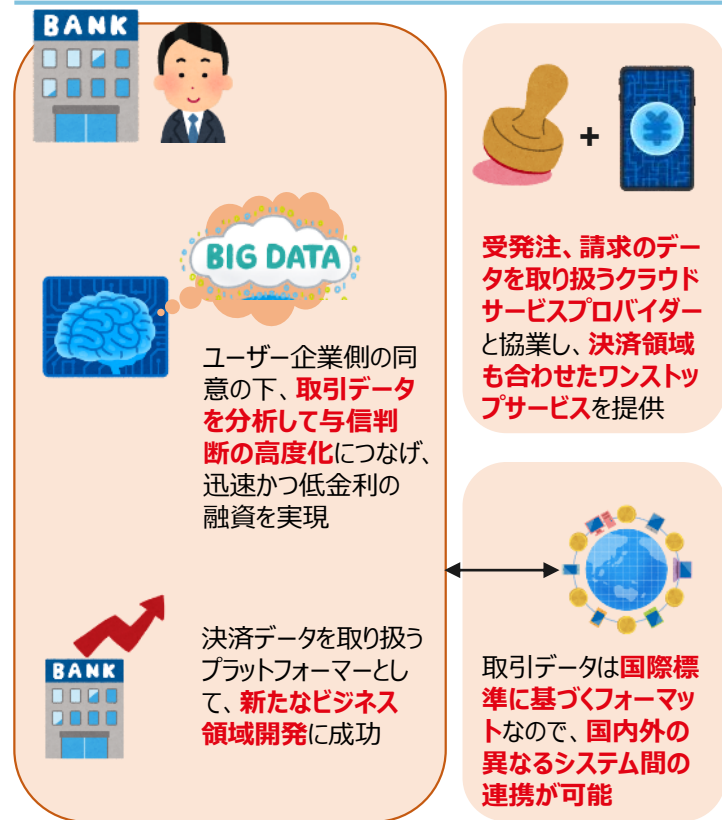 BANK
BIG DATA
ユーザー企業側の同
意の下、取引データ
を分析して与信判
断の高度化につなげ、
迅速かつ低金利の
融資を実現
BANK
決済データを取り扱う
プラットフォーマーとし
て、新たなビジネス
領域開発に成功
+
¥
受発注、請求のデー
タを取り扱うクラウド
サービスプロバイダー
と協業し、決済領域
も合わせたワンストッ
プサービスを提供
取引データは国際標
準に基づくフォーマッ
トなので、国内外の
異なるシステム間の
連携が可能